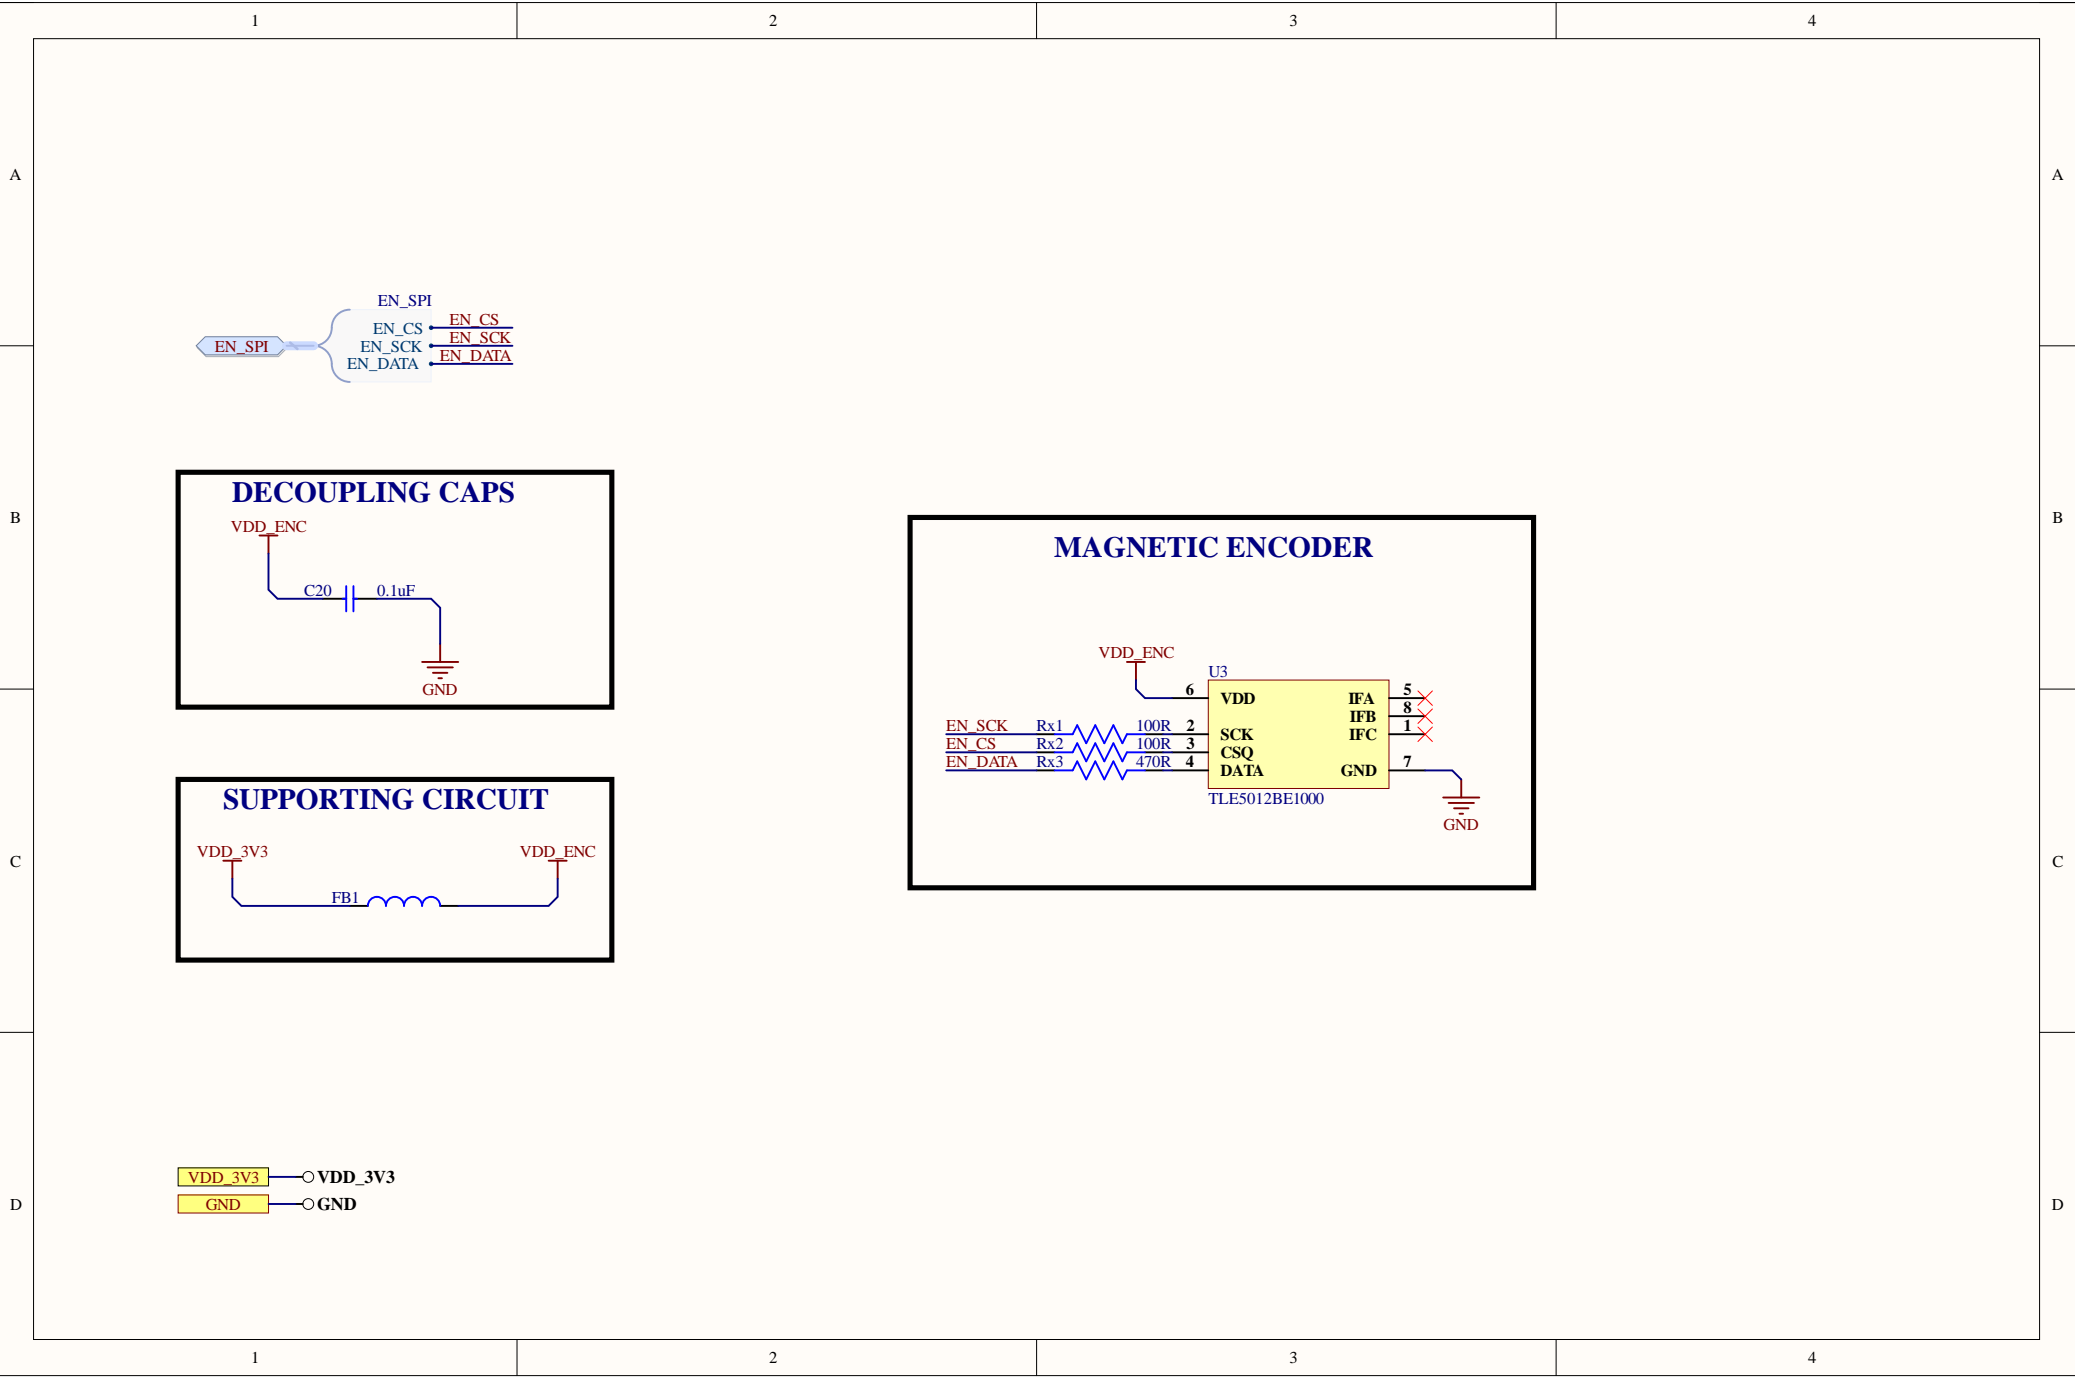 1 2 3 4
A A
EN_SPI
EN_CS EN_CS
EN_SPI EN_SCK EN_SCK
EN_DATA EN_DATA
DECOUPLING CAPS
VDD_ENC
C20 0.1uF
GND
B B
MAGNETIC ENCODER
VDD_ENC
U3
6 VDD IFA 5
IFB 8
EN_SCK Rx1 100R 2 SCK IFC 1
EN_CS Rx2 100R 3 CSQ
EN_DATA Rx3 470R 4 DATA GND 7
TLE5012BE1000
GND
SUPPORTING CIRCUIT
VDD_3V3 VDD_ENC
FB1
C C
VDD_3V3 VDD_3V3
GND GND
D D
1 2 3 4